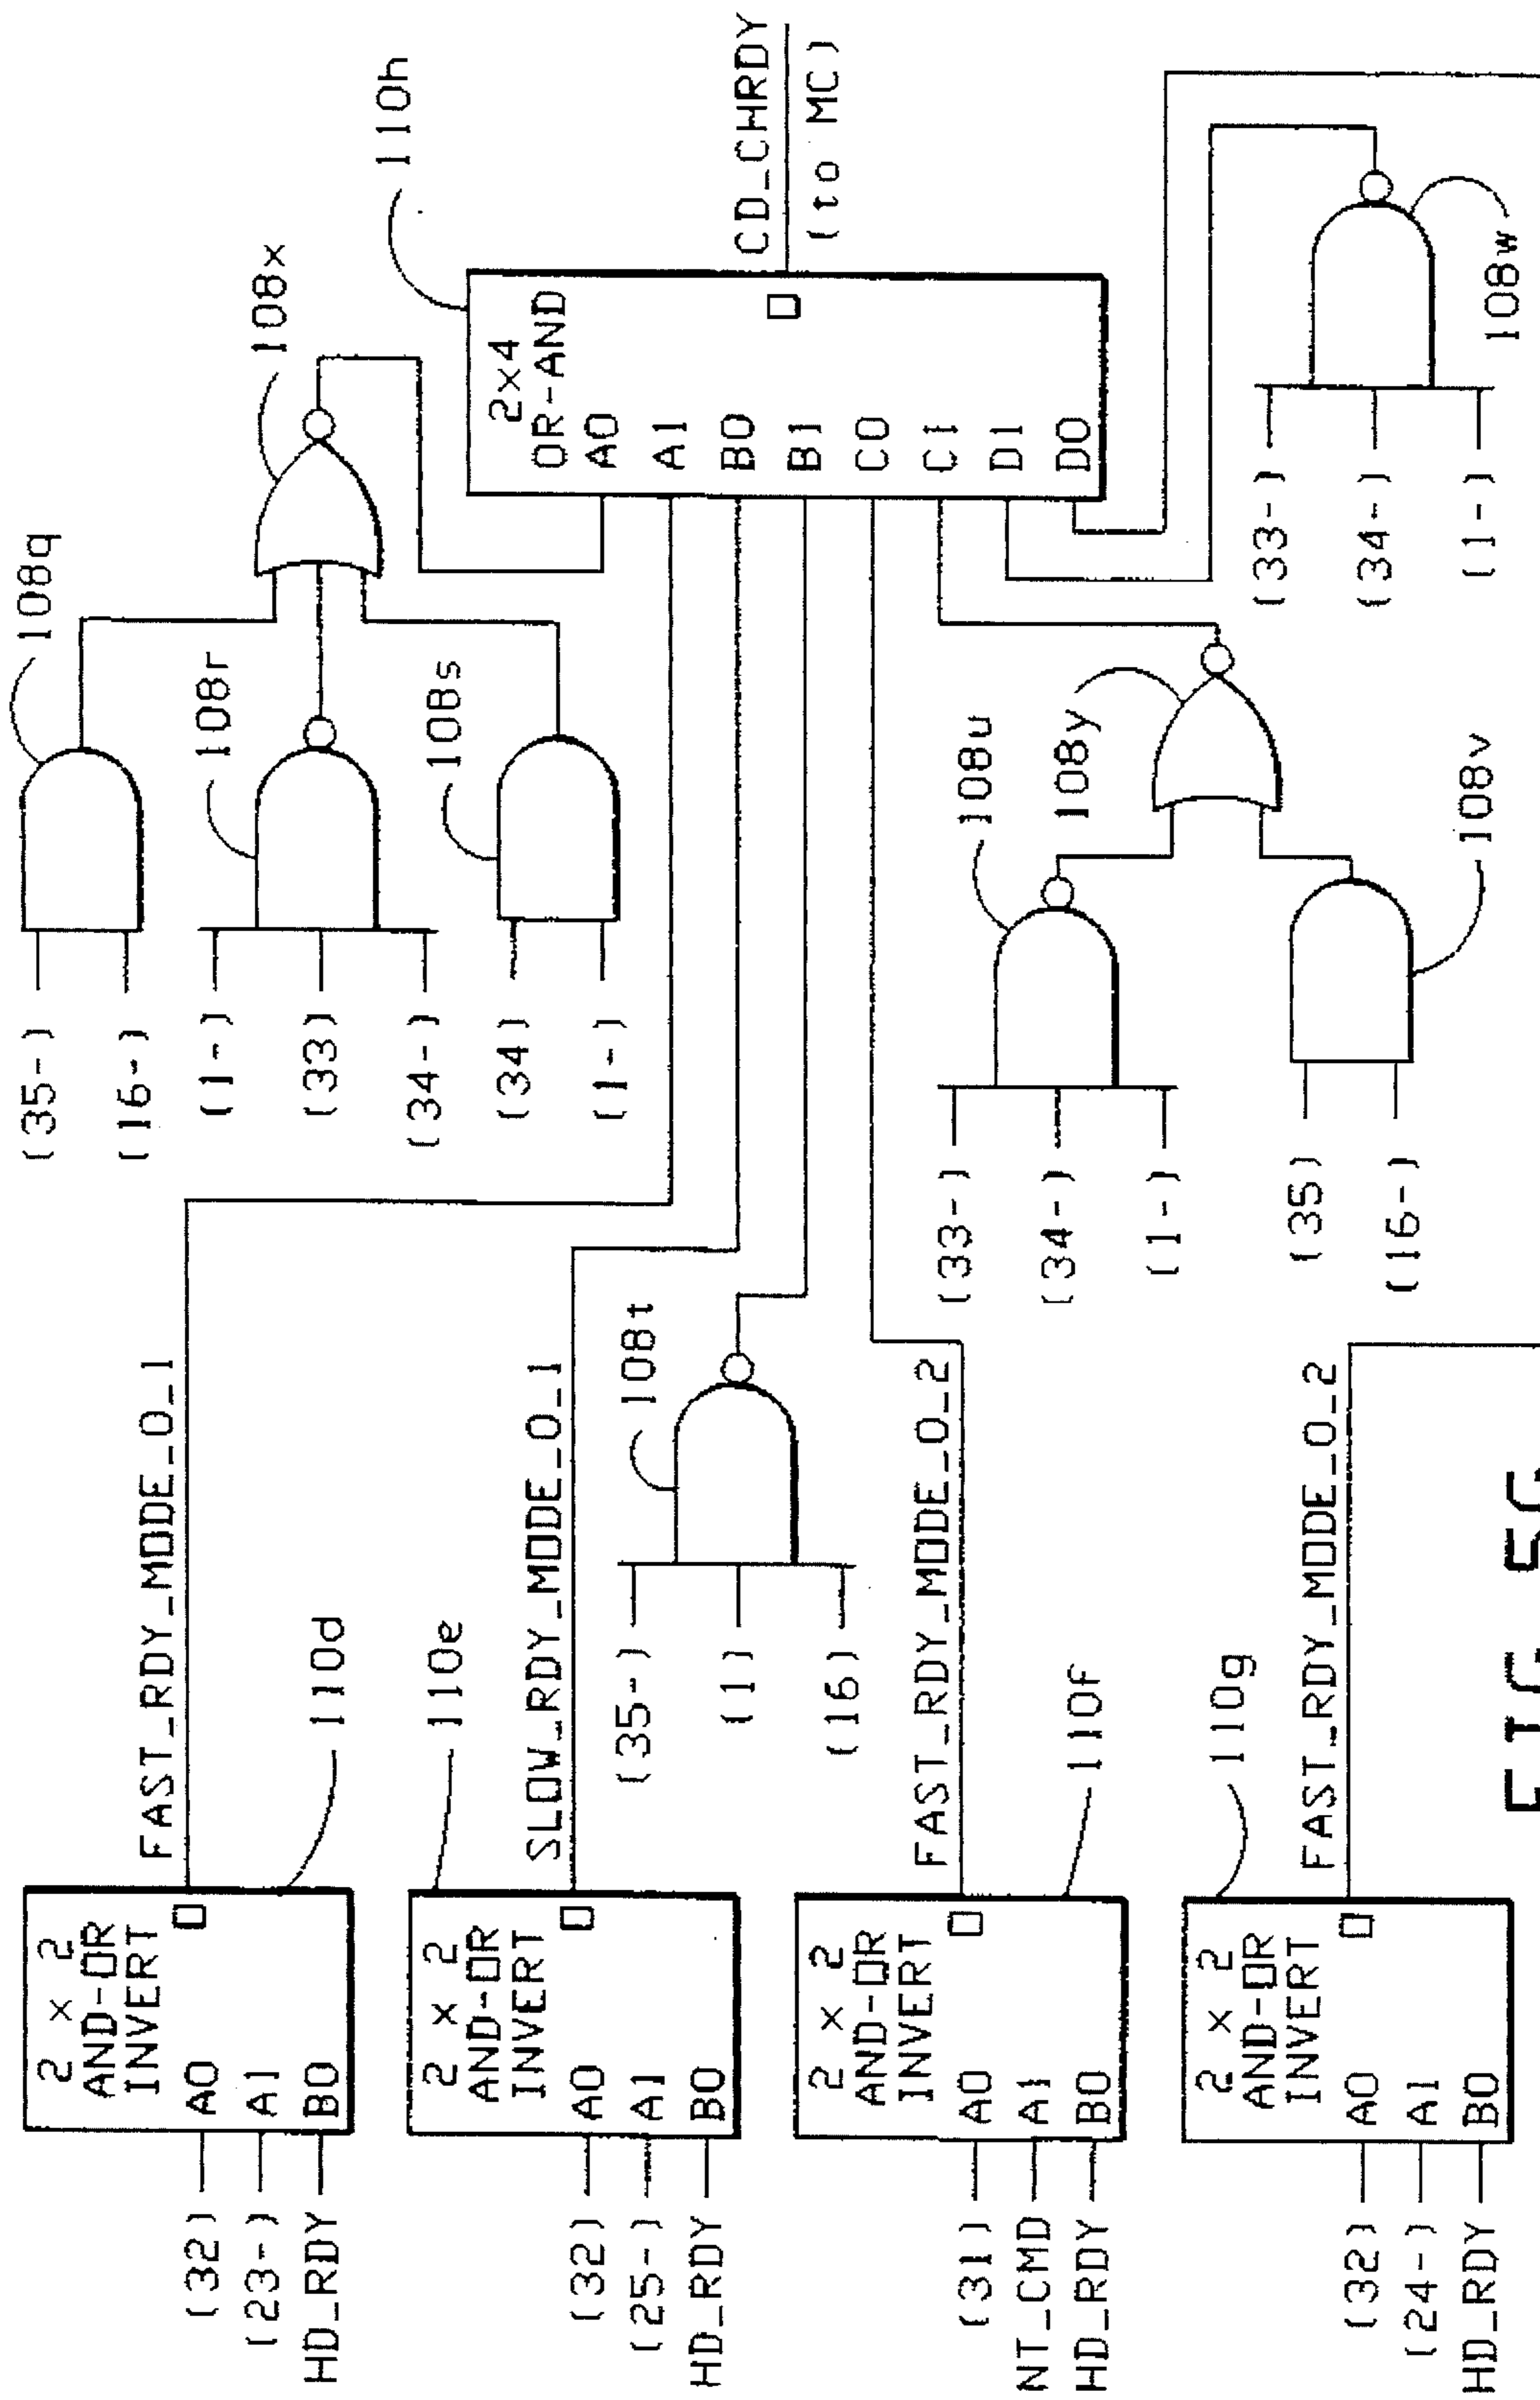 2 × 2
AND-OR
INVERT
A0
A1
B0
O
(32)
(23-)
HD_RDY
FAST_RDY_MODE_0_1
110d
2 × 2
AND-OR
INVERT
A0
A1
B0
O
(32)
(25-)
HD_RDY
110e
SLOW_RDY_MODE_0_1
(35-)
(1)
(16)
108t
2 × 2
AND-OR
INVERT
A0
A1
B0
O
(31)
NT_CMD
HD_RDY
FAST_RDY_MODE_0_2
110f
2 × 2
AND-OR
INVERT
A0
A1
B0
O
(32)
(24-)
HD_RDY
110g
FAST_RDY_MODE_0_2
(35-)
(16-)
108q
(1-)
(33)
(34-)
108r
(34)
(1-)
108s
108x
(33-)
(34-)
(1-)
108u
108y
(35)
(16-)
108v
2×4
OR-AND
A0
A1
B0
B1
C0
C1
D1
D0
O
110h
CD_CHRDY
(to MC)
(33-)
(34-)
(1-)
108w